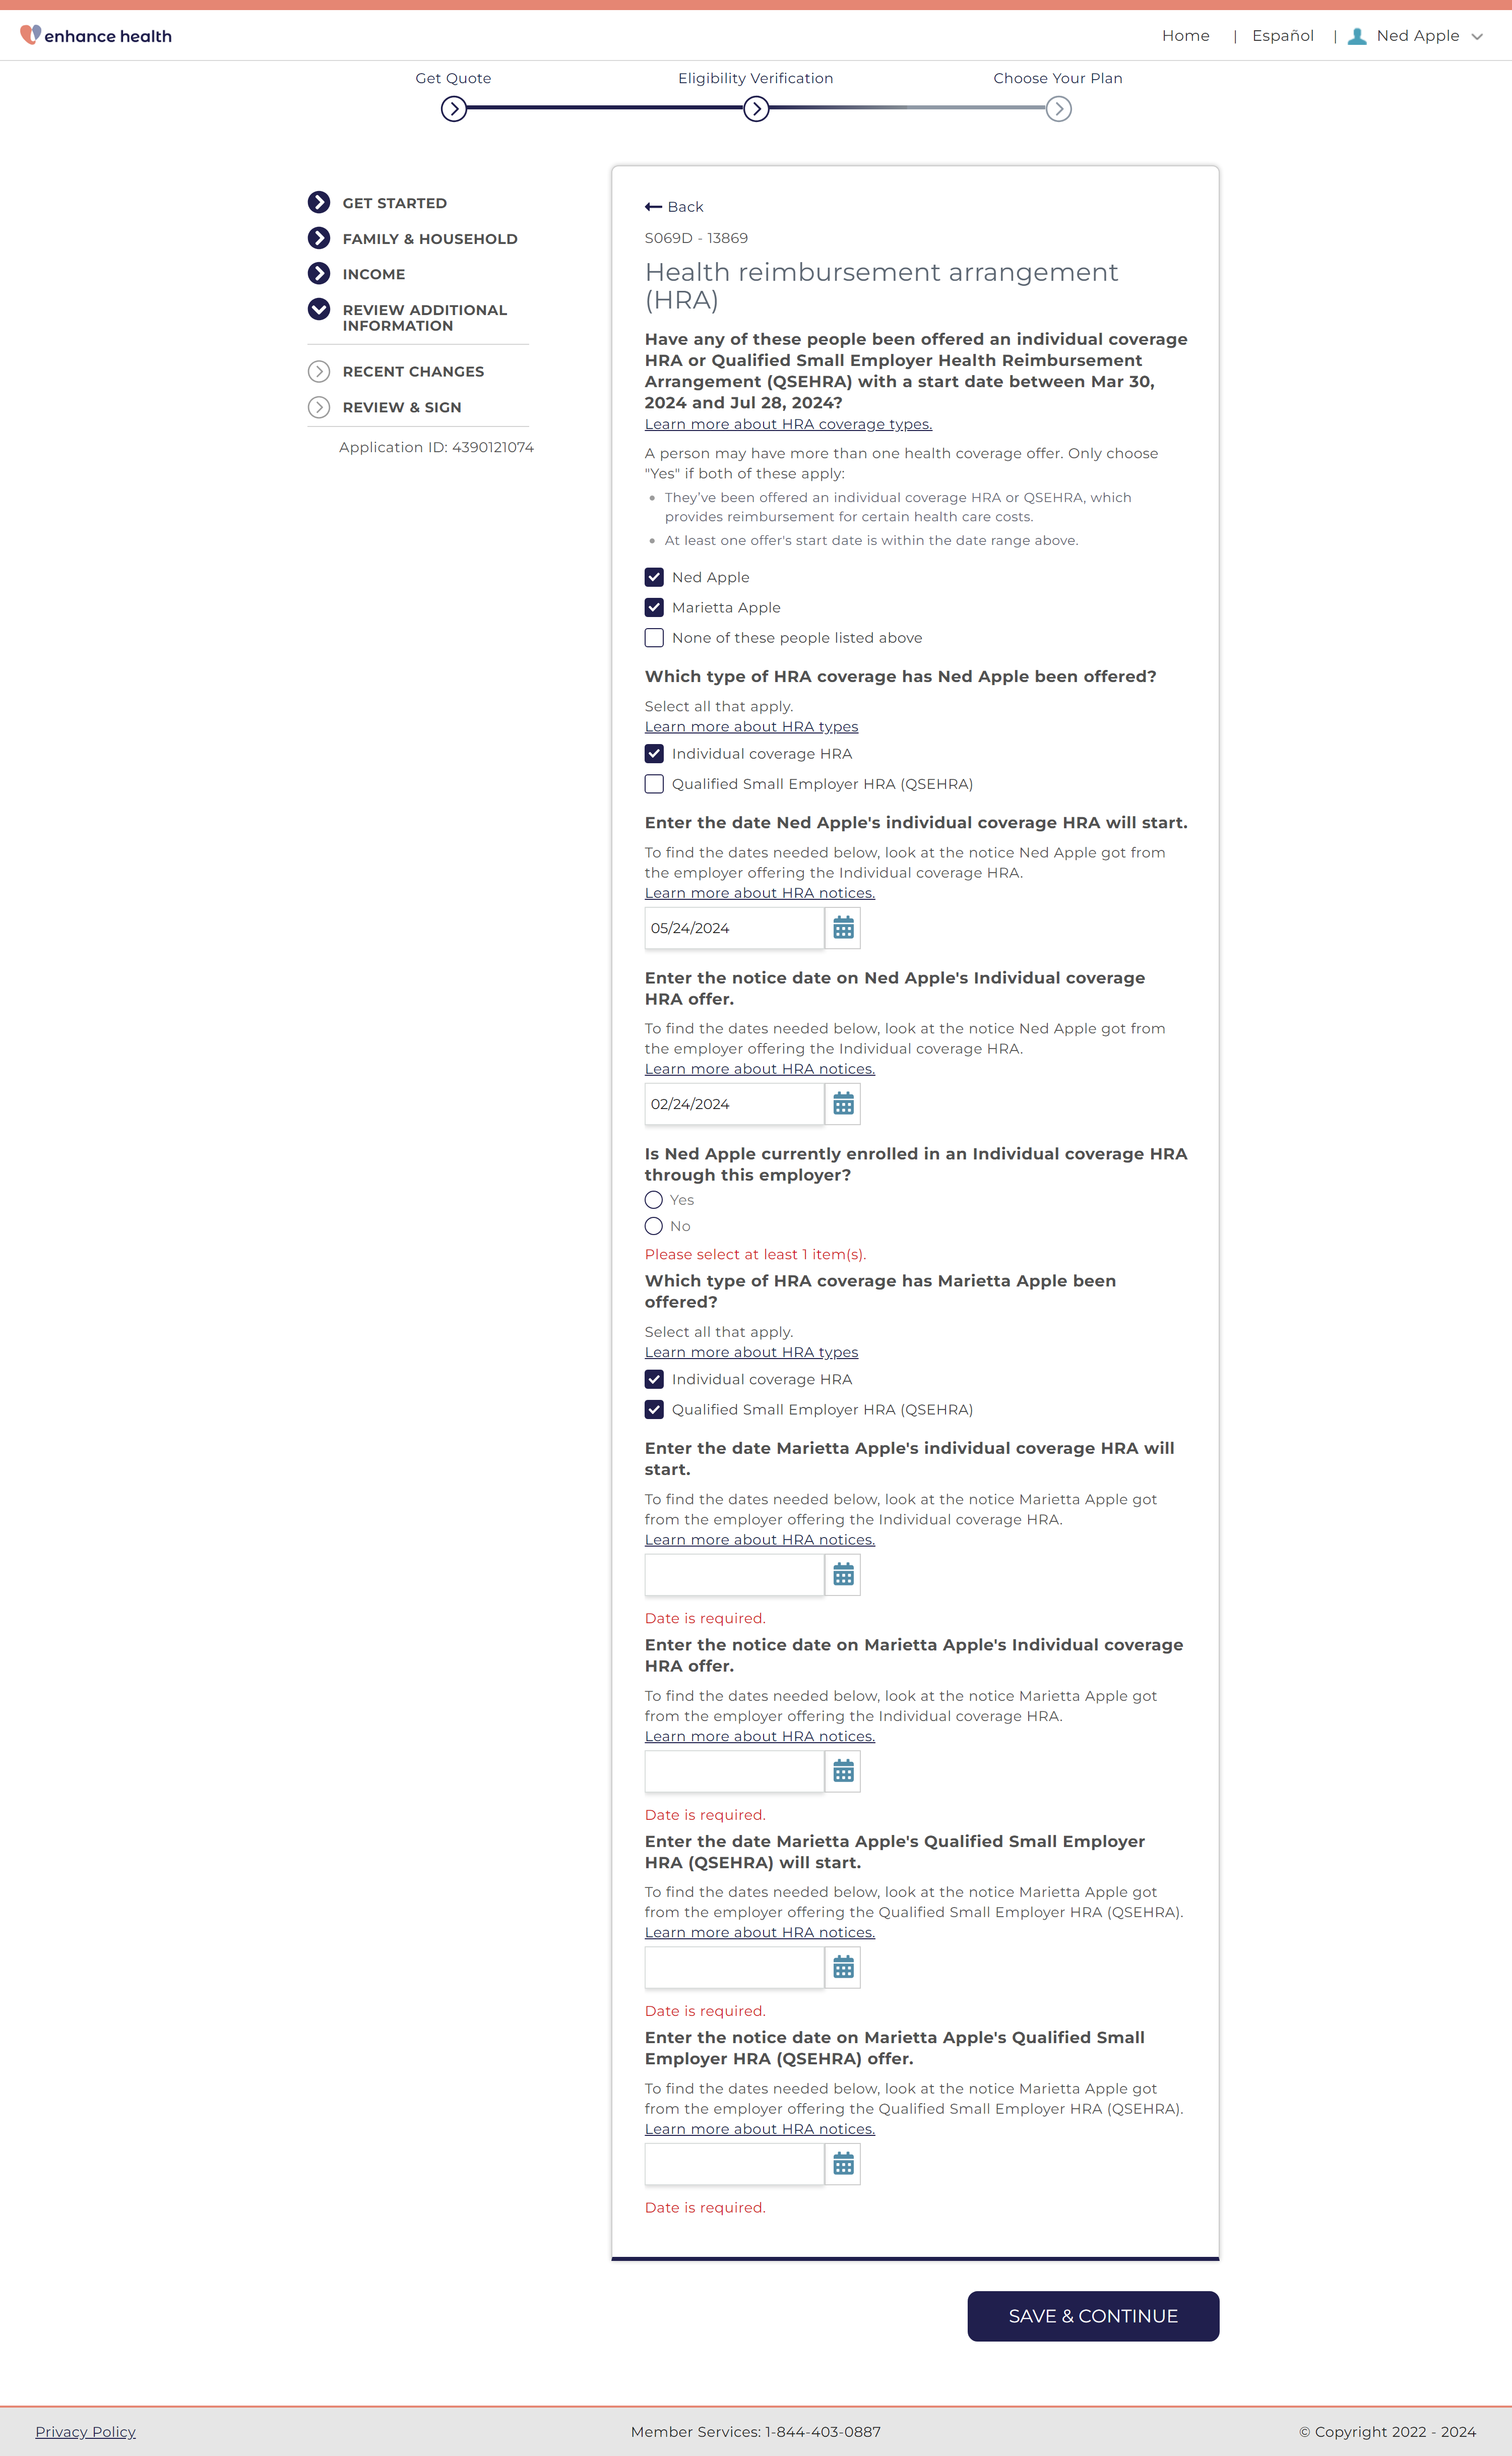 enhance health
Home | Español | Ned Apple
Get Quote Eligibility Verification Choose Your Plan
GET STARTED
FAMILY & HOUSEHOLD
INCOME
REVIEW ADDITIONAL
INFORMATION
RECENT CHANGES
REVIEW & SIGN
Application ID: 4390121074
Back
S069D - 13869
Health reimbursement arrangement
(HRA)
Have any of these people been offered an individual coverage
HRA or Qualified Small Employer Health Reimbursement
Arrangement (QSEHRA) with a start date between Mar 30,
2024 and Jul 28, 2024?
Learn more about HRA coverage types.
A person may have more than one health coverage offer. Only choose
"Yes" if both of these apply:
• They've been offered an individual coverage HRA or QSEHRA, which
provides reimbursement for certain health care costs.
• At least one offer's start date is within the date range above.
Ned Apple
Marietta Apple
None of these people listed above
Which type of HRA coverage has Ned Apple been offered?
Select all that apply.
Learn more about HRA types
Individual coverage HRA
Qualified Small Employer HRA (QSEHRA)
Enter the date Ned Apple's individual coverage HRA will start.
To find the dates needed below, look at the notice Ned Apple got from
the employer offering the Individual coverage HRA.
Learn more about HRA notices.
05/24/2024
Enter the notice date on Ned Apple's Individual coverage
HRA offer.
To find the dates needed below, look at the notice Ned Apple got from
the employer offering the Individual coverage HRA.
Learn more about HRA notices.
02/24/2024
Is Ned Apple currently enrolled in an Individual coverage HRA
through this employer?
Yes
No
Please select at least 1 item(s).
Which type of HRA coverage has Marietta Apple been
offered?
Select all that apply.
Learn more about HRA types
Individual coverage HRA
Qualified Small Employer HRA (QSEHRA)
Enter the date Marietta Apple's individual coverage HRA will
start.
To find the dates needed below, look at the notice Marietta Apple got
from the employer offering the Individual coverage HRA.
Learn more about HRA notices.
Date is required.
Enter the notice date on Marietta Apple's Individual coverage
HRA offer.
To find the dates needed below, look at the notice Marietta Apple got
from the employer offering the Individual coverage HRA.
Learn more about HRA notices.
Date is required.
Enter the date Marietta Apple's Qualified Small Employer
HRA (QSEHRA) will start.
To find the dates needed below, look at the notice Marietta Apple got
from the employer offering the Qualified Small Employer HRA (QSEHRA).
Learn more about HRA notices.
Date is required.
Enter the notice date on Marietta Apple's Qualified Small
Employer HRA (QSEHRA) offer.
To find the dates needed below, look at the notice Marietta Apple got
from the employer offering the Qualified Small Employer HRA (QSEHRA).
Learn more about HRA notices.
Date is required.
SAVE & CONTINUE
Privacy Policy Member Services: 1-844-403-0887 © Copyright 2022 - 2024